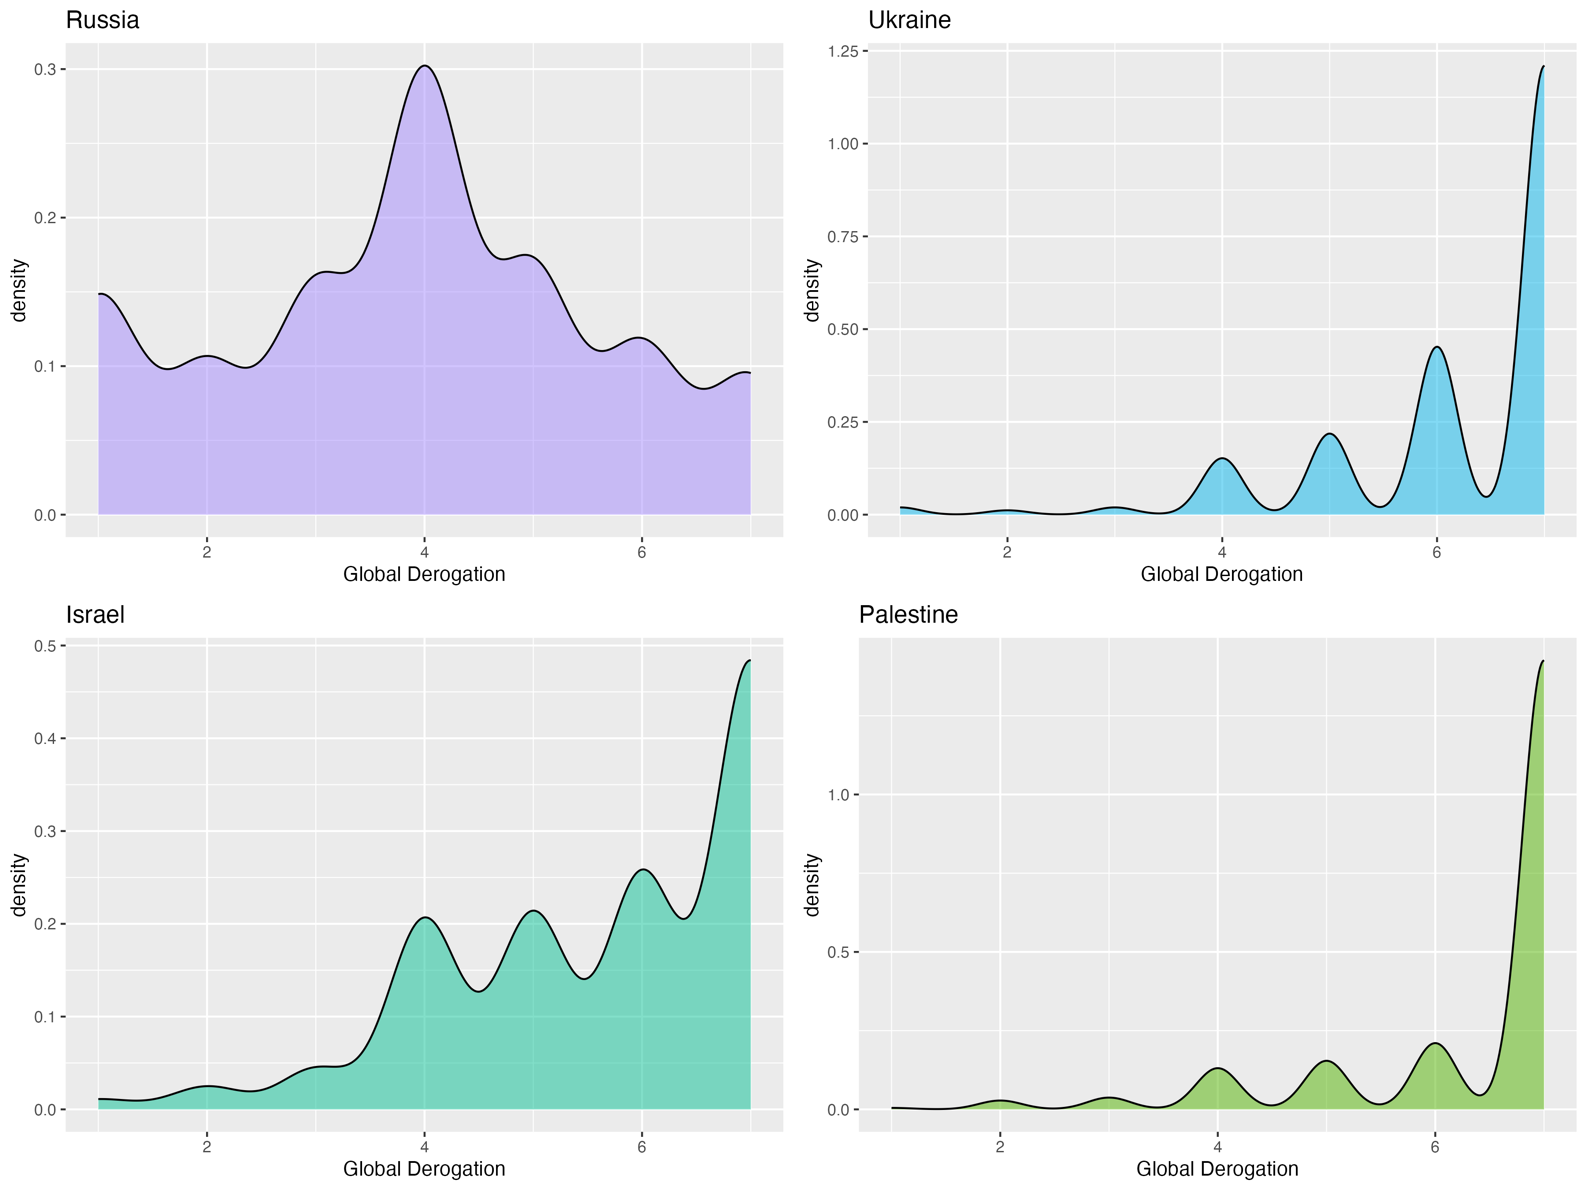 Russia
density
0.3
0.2
0.1
0.0
2 4 6
Global Derogation
Ukraine
density
1.25
1.00
0.75
0.50
0.25
0.00
2 4 6
Global Derogation
Israel
density
0.5
0.4
0.3
0.2
0.1
0.0
2 4 6
Global Derogation
Palestine
density
1.0
0.5
0.0
2 4 6
Global Derogation